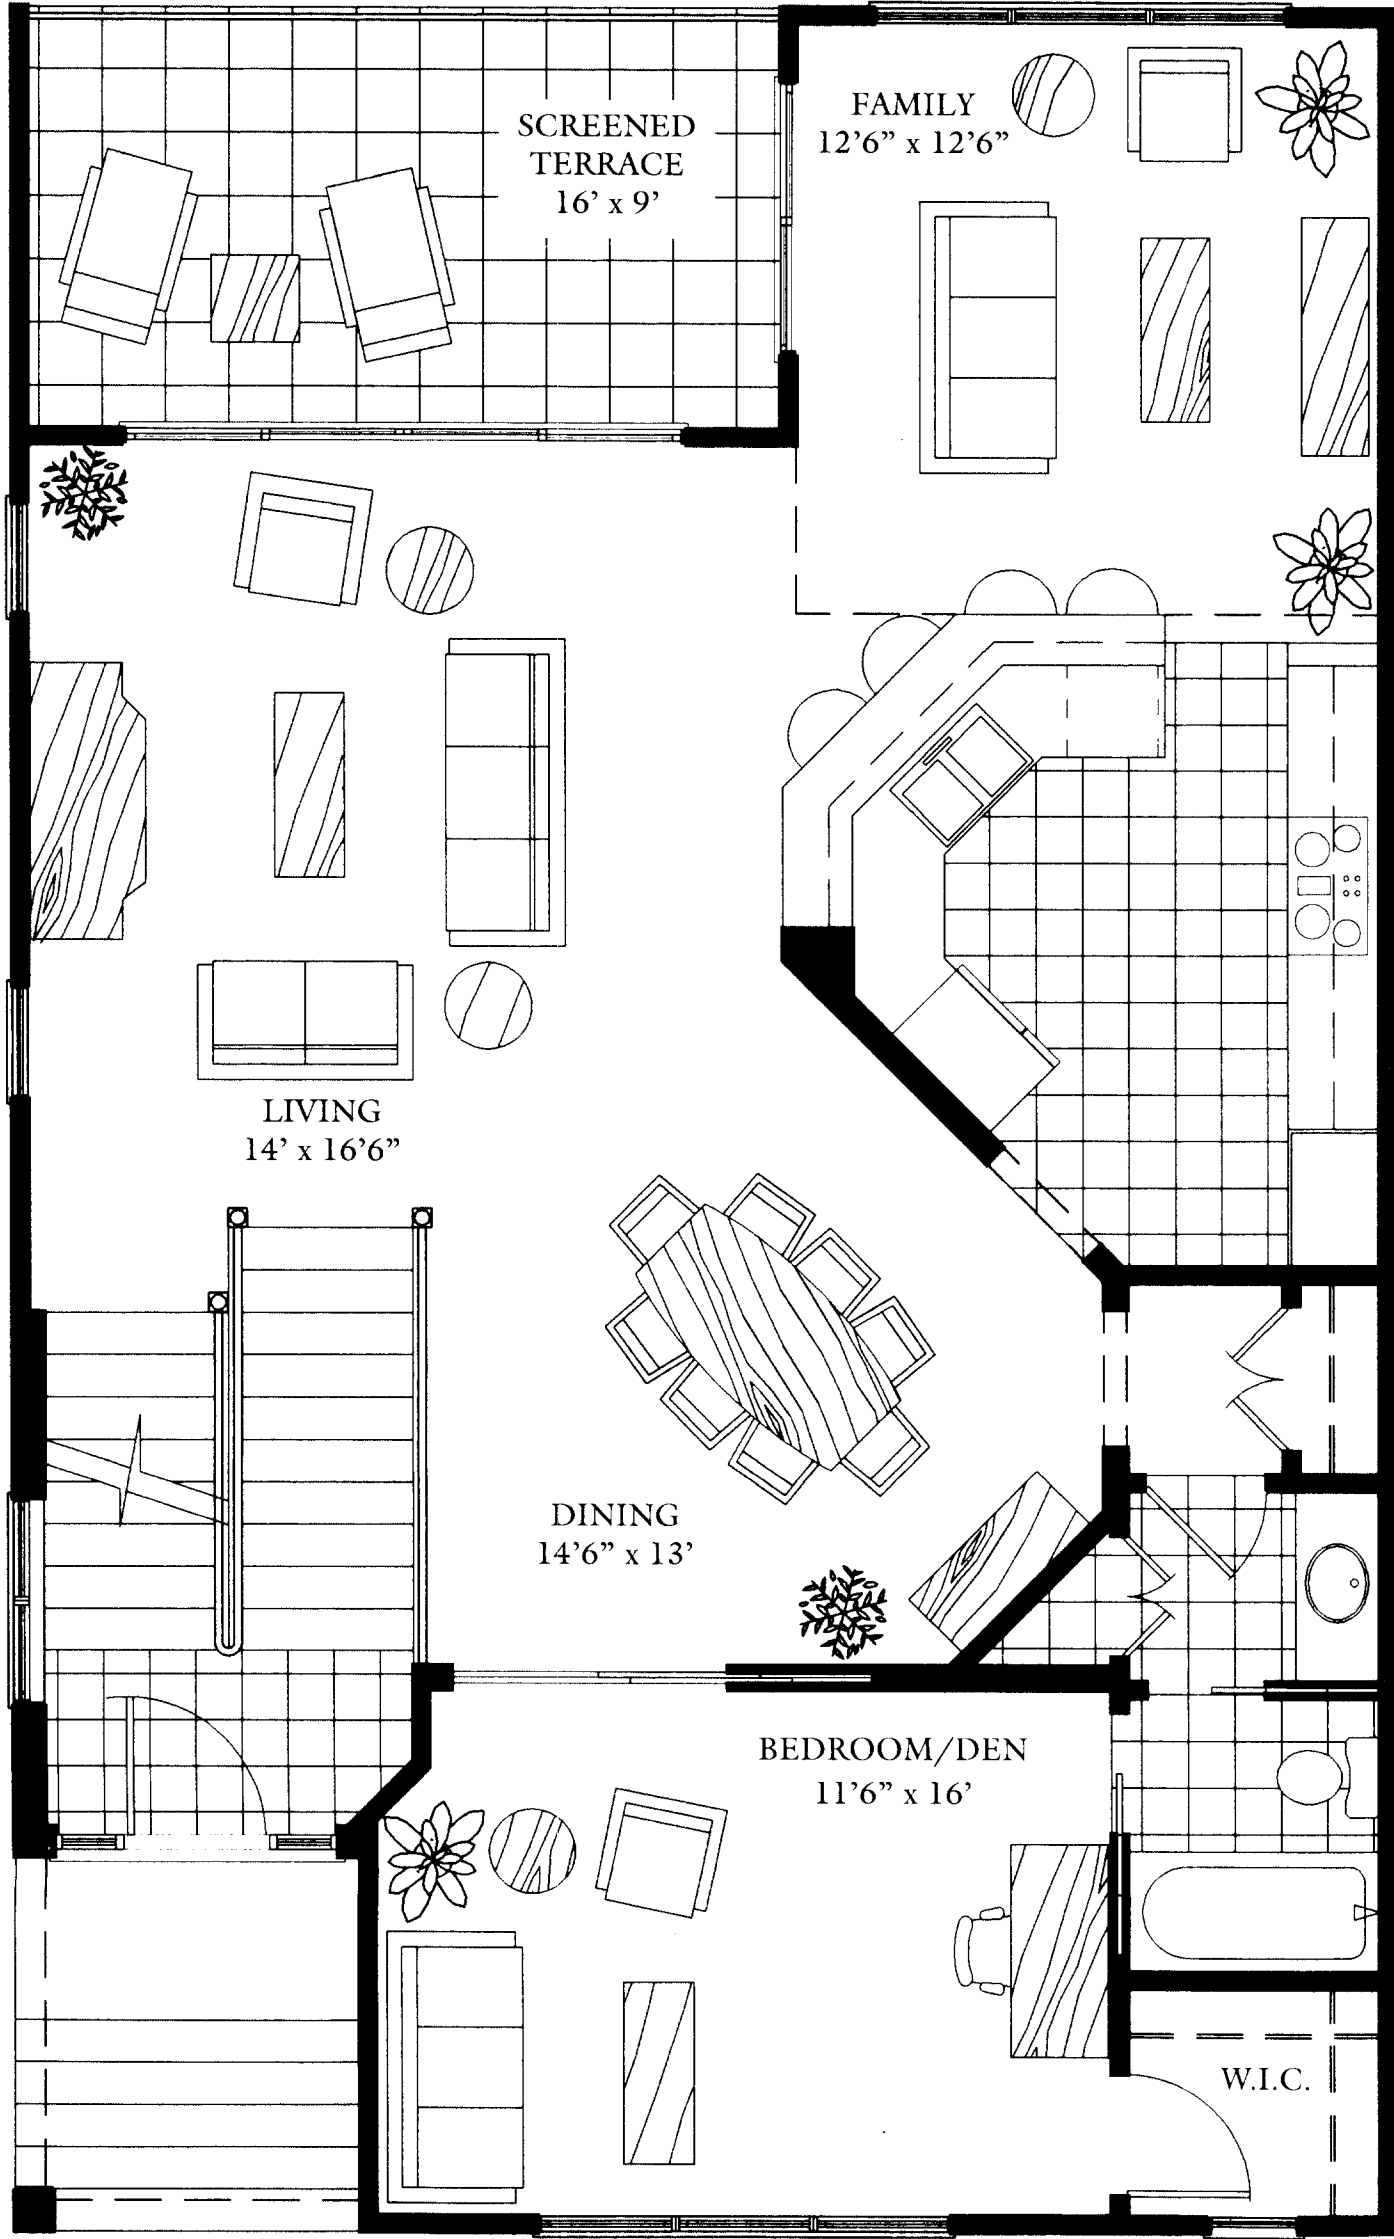 SCREENED
TERRACE
16’ x 9’
FAMILY
12’6” x 12’6”
LIVING
14’ x 16’6”
DINING
14’6” x 13’
BEDROOM/DEN
11’6” x 16’
W.I.C.